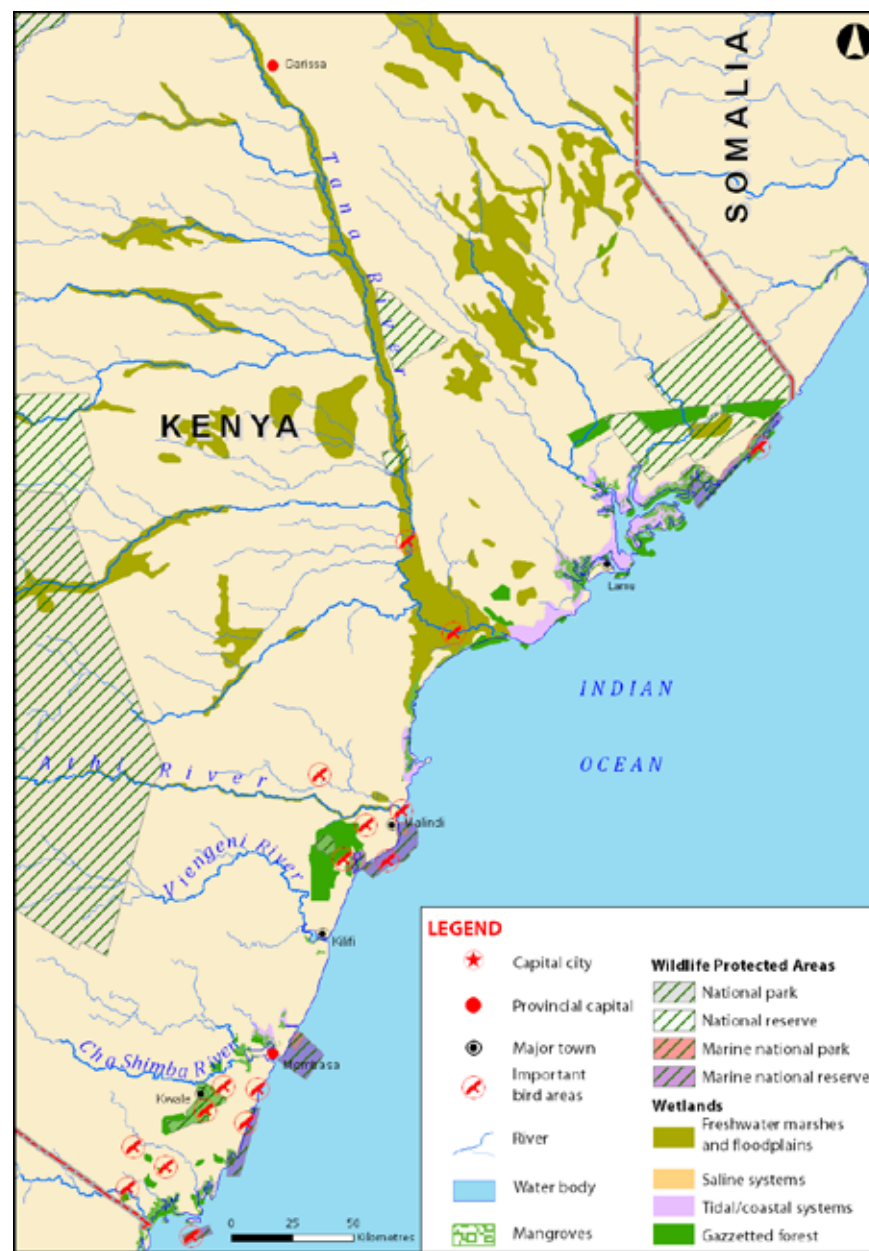 Garissa
SOMALIA
Tana River
KENYA
Lamu
INDIAN
OCEAN
Athi River
Malindi
Viengeni River
Kilifi
Cha Shimba River
Mombasa
Kwale
0 25 50
Kilometres
LEGEND
Capital city
Provincial capital
Major town
Important
bird areas
River
Water body
Mangroves
Wildlife Protected Areas
National park
National reserve
Marine national park
Marine national reserve
Wetlands
Freshwater marshes
and floodplains
Saline systems
Tidal/coastal systems
Gazzetted forest